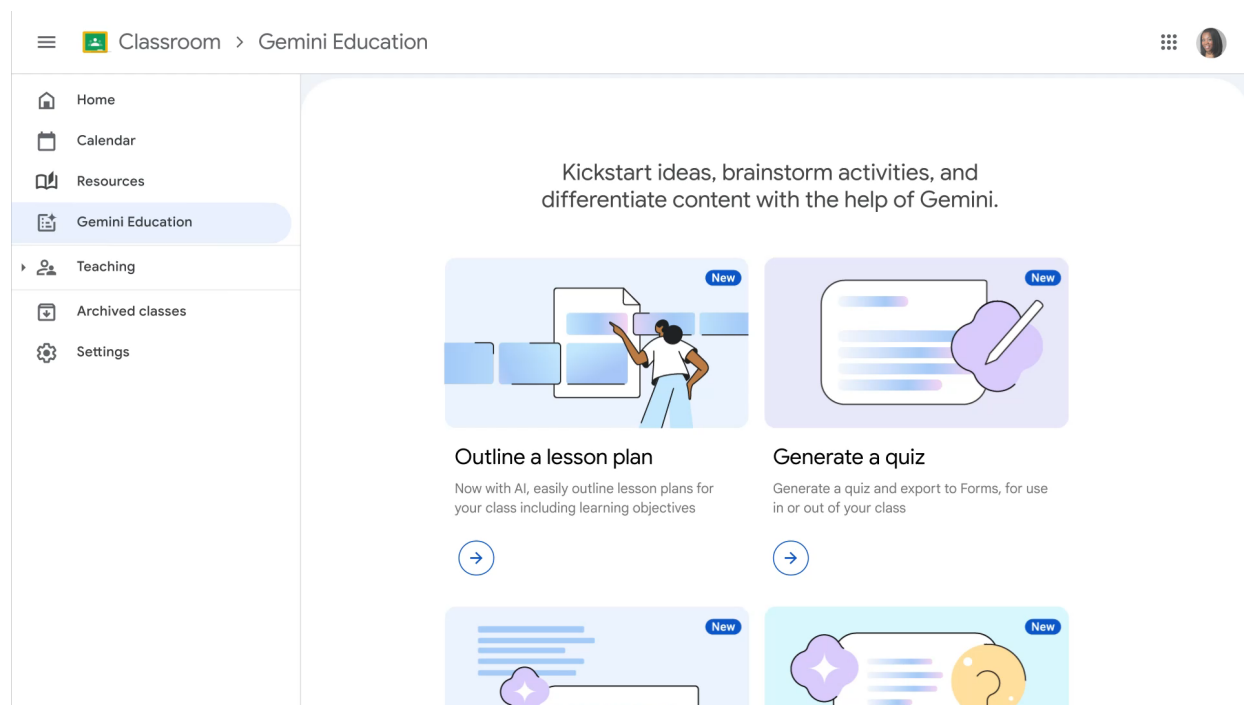 Classroom > Gemini Education
Home
Calendar
Resources
Gemini Education
Teaching
Archived classes
Settings
Kickstart ideas, brainstorm activities, and
differentiate content with the help of Gemini.
New
New
Outline a lesson plan
Now with AI, easily outline lesson plans for
your class including learning objectives
Generate a quiz
Generate a quiz and export to Forms, for use
in or out of your class
New
New